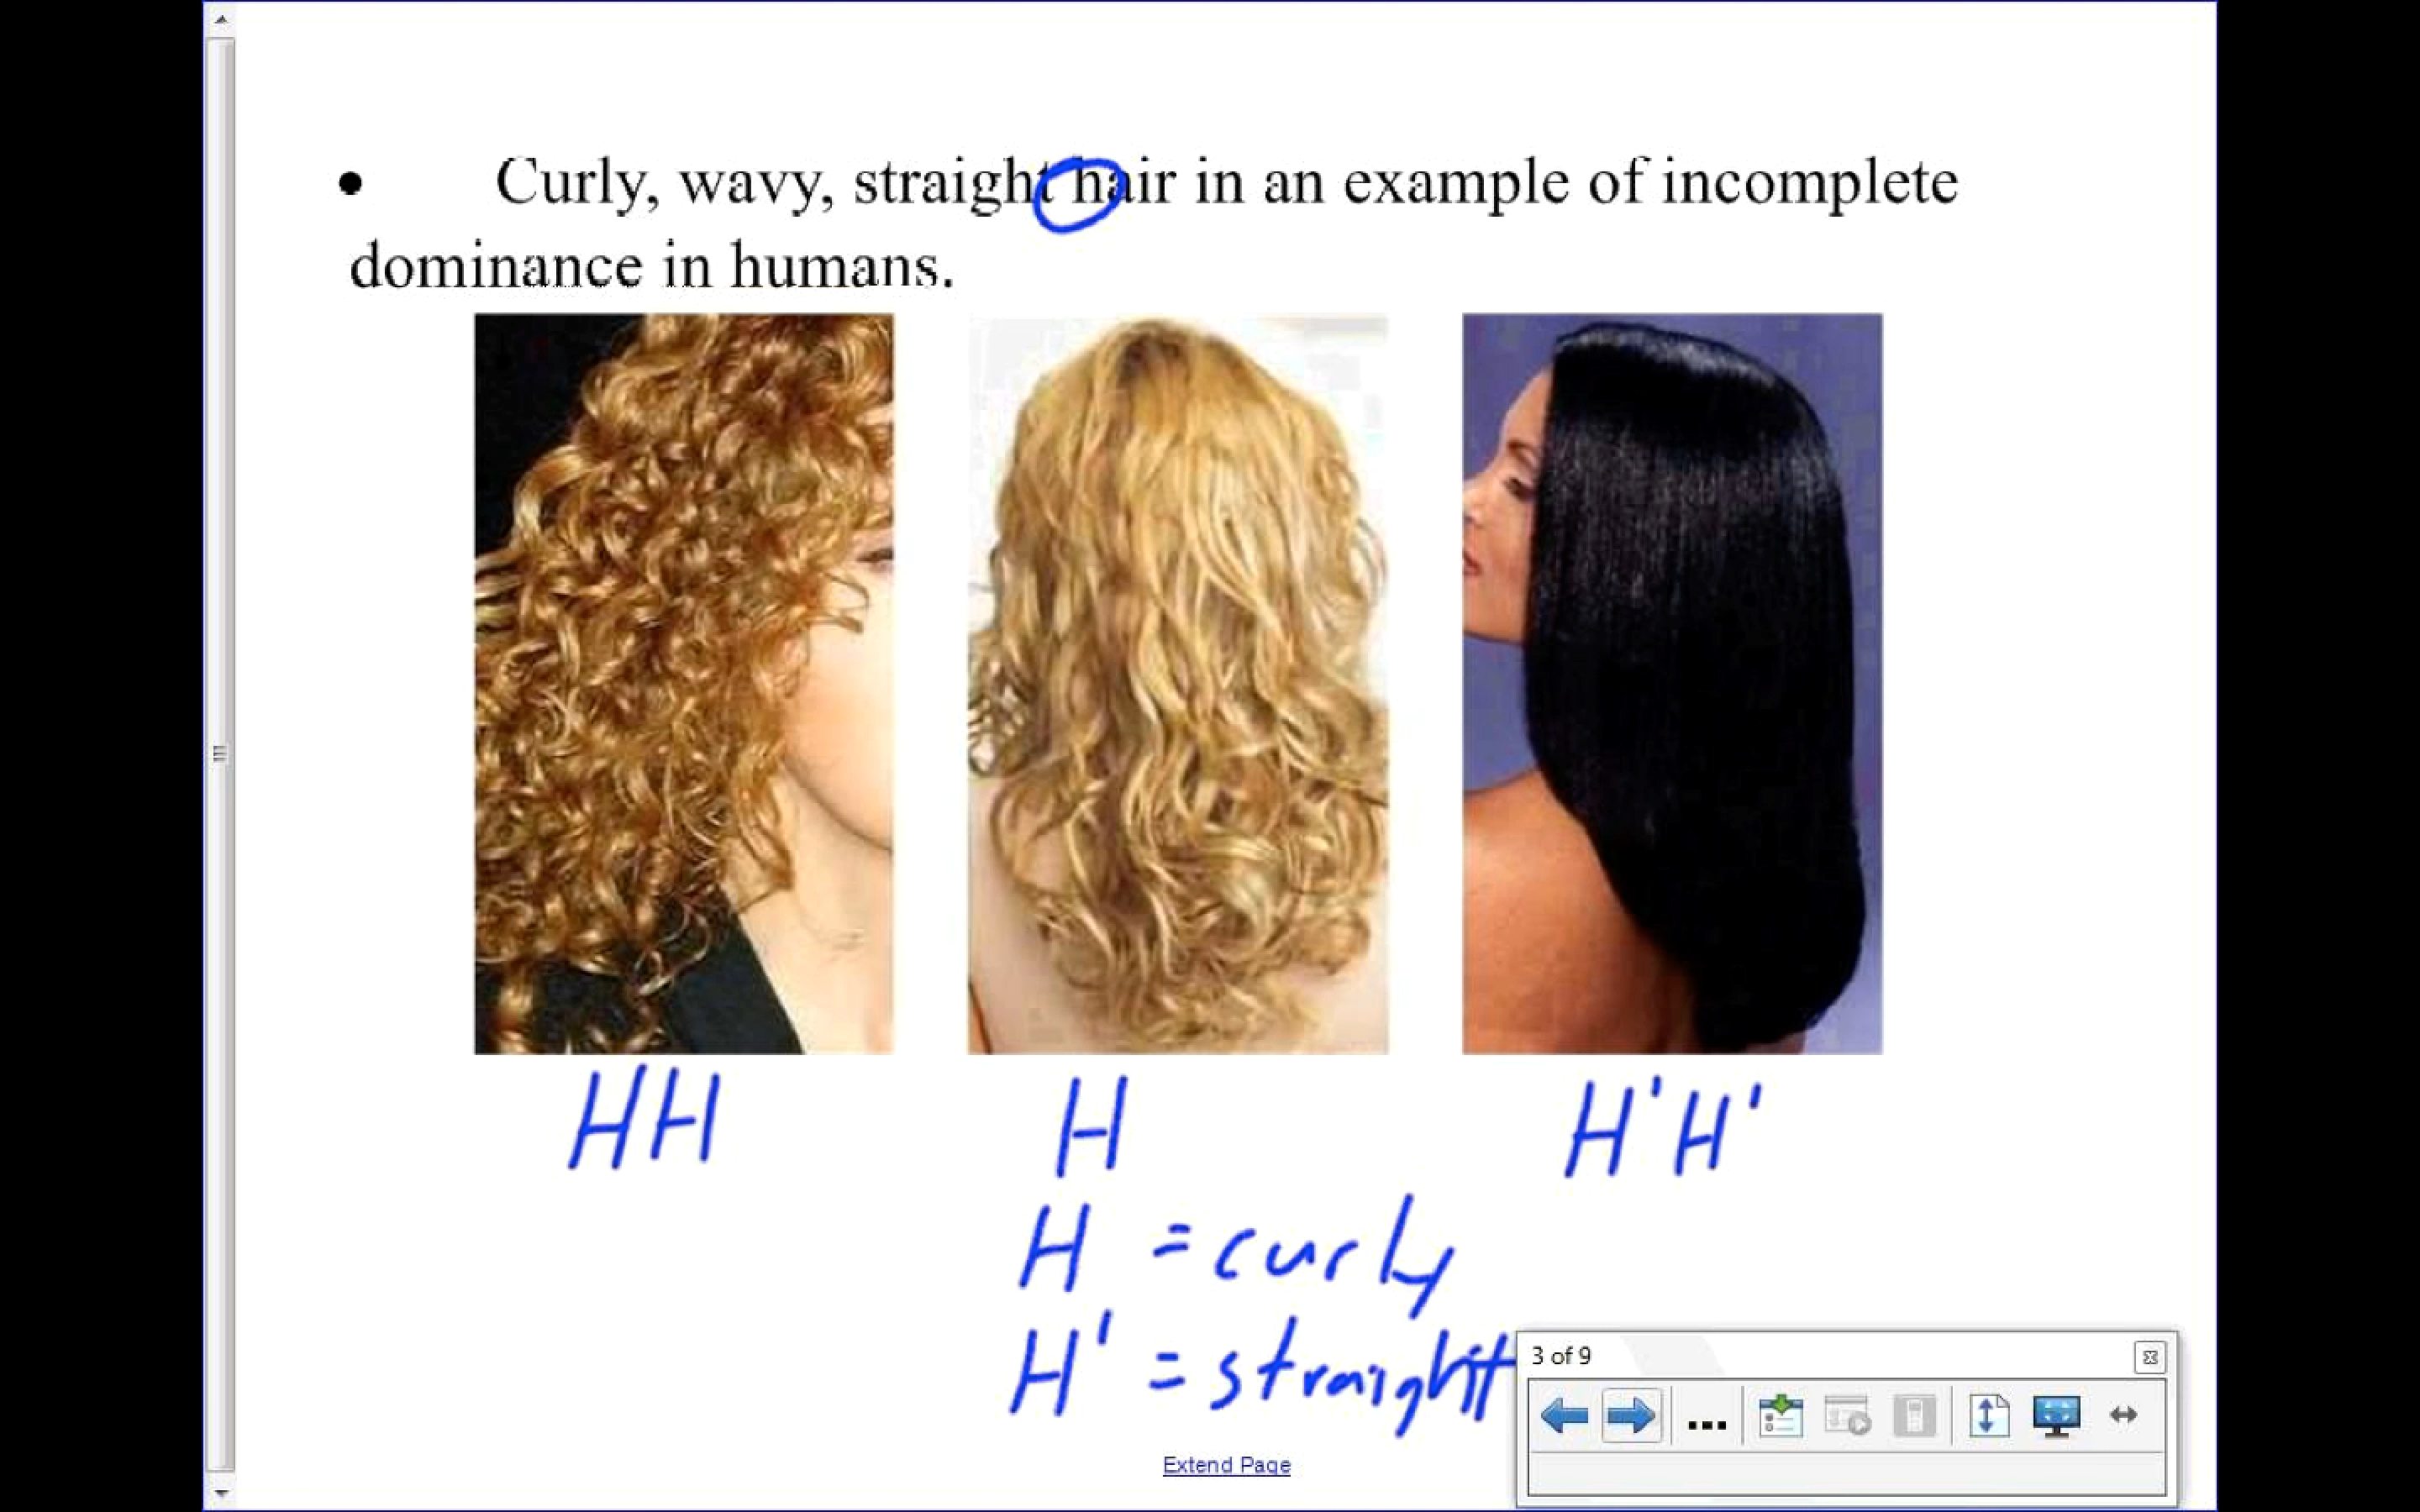 • Curly, wavy, straight hair in an example of incomplete
dominance in humans.
HH H H'H'
H = curly
H' = straight
3 of 9
...
Extend Page